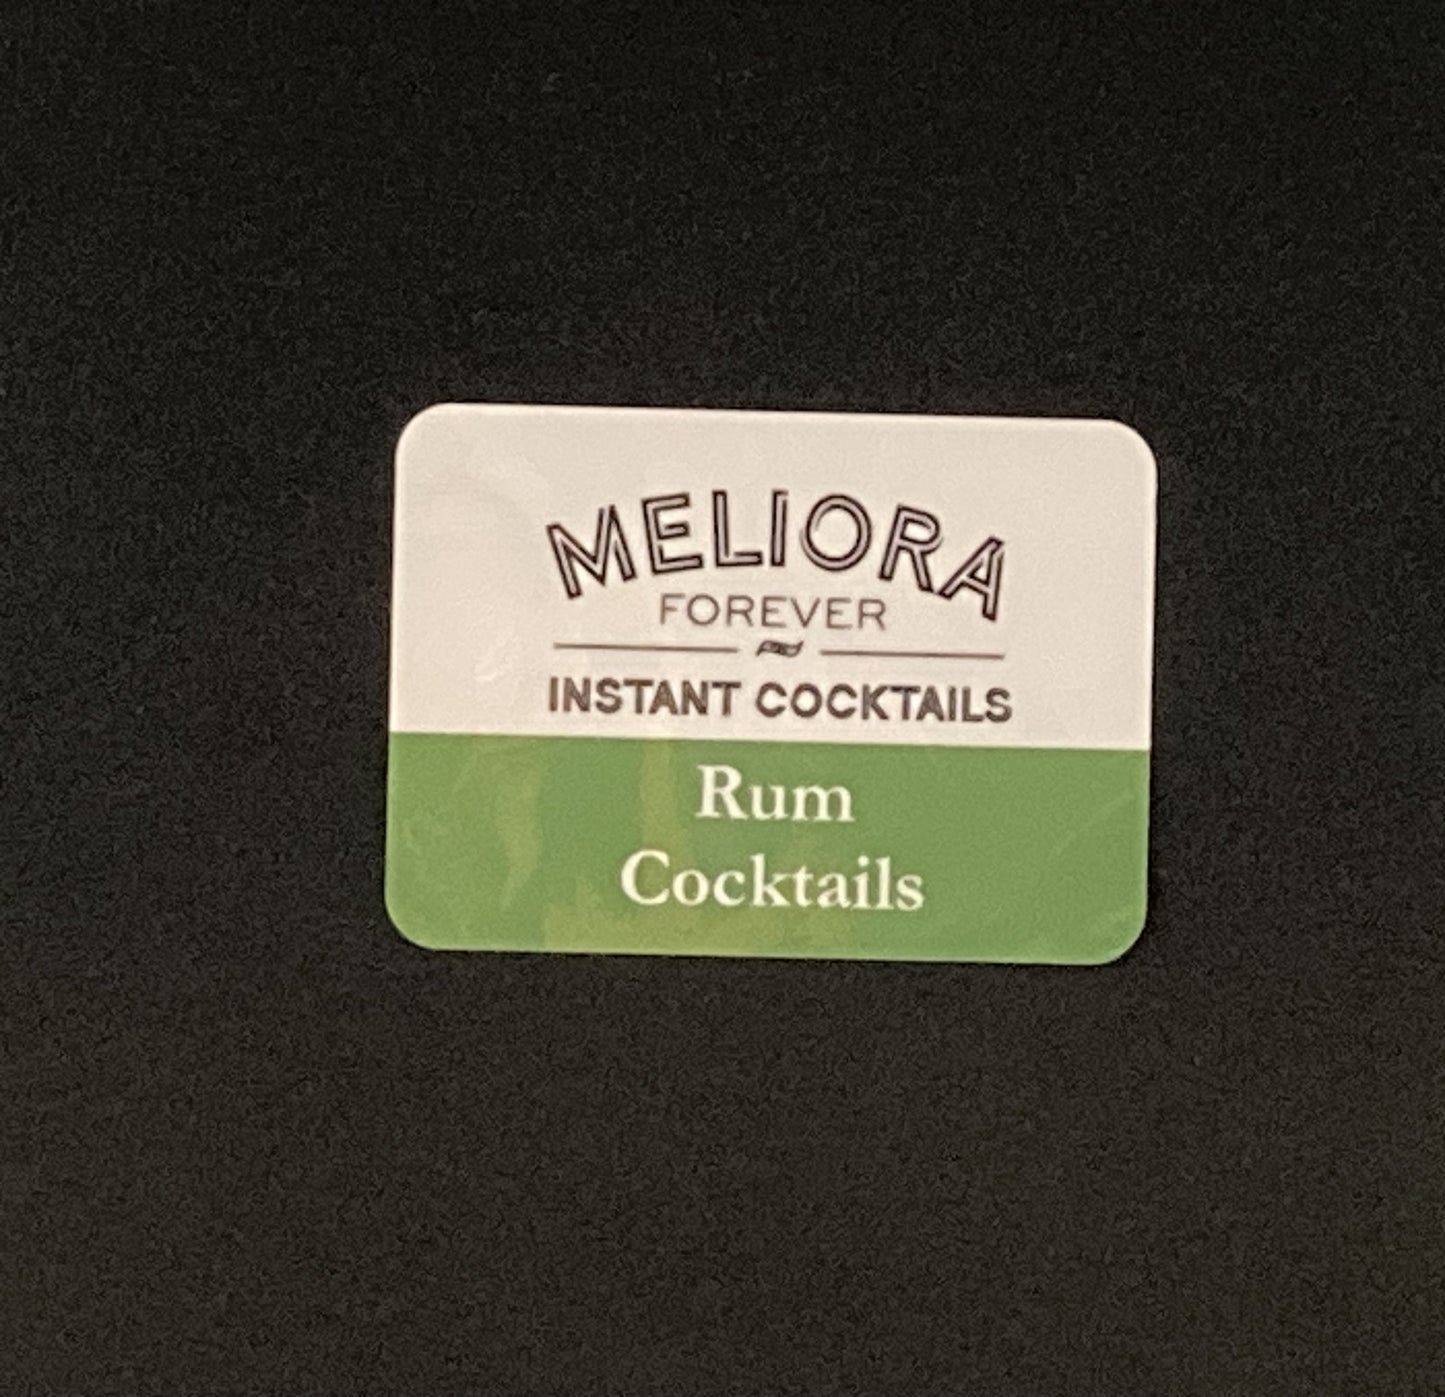 MELIORA
FOREVER
INSTANT COCKTAILS
Rum
Cocktails